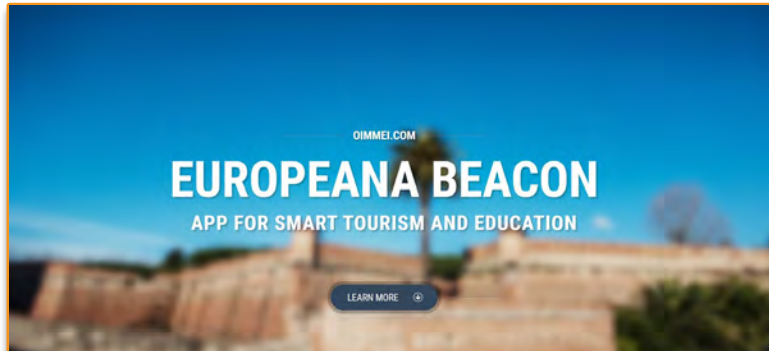 OIMMEI.COM
EUROPEANA BEACON
APP FOR SMART TOURISM AND EDUCATION
LEARN MORE